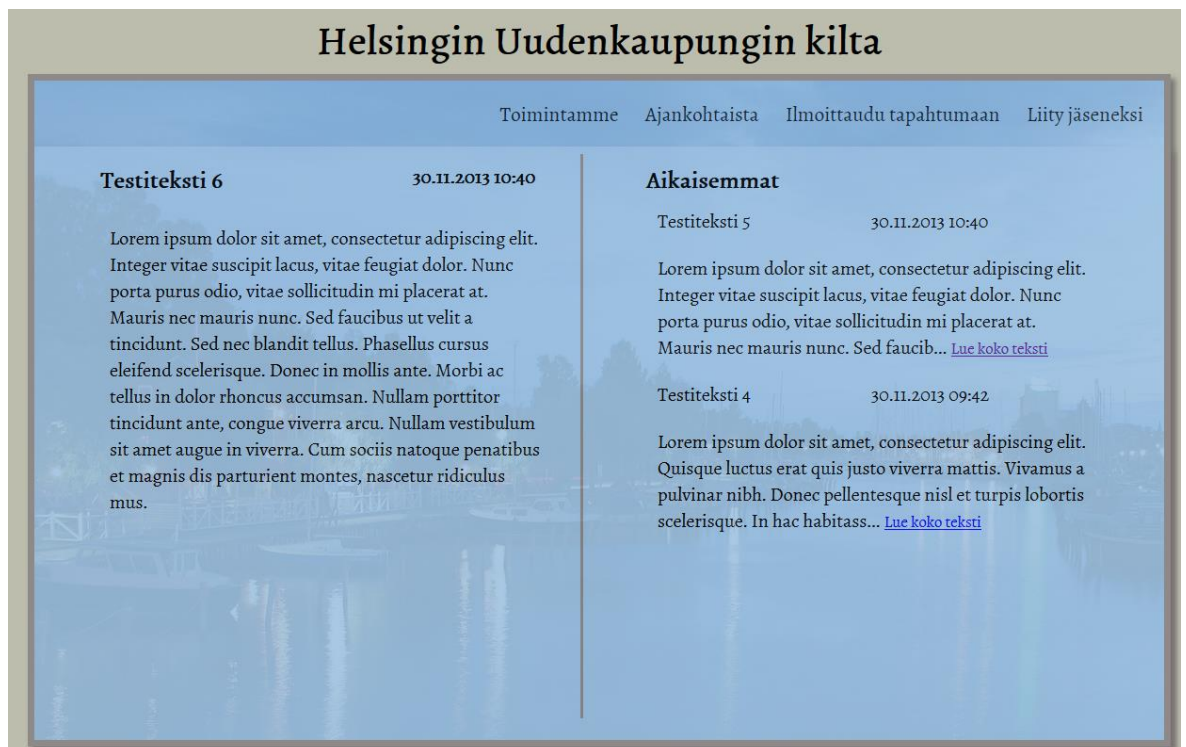 Helsingin Uudenkaupungin kilta
Toimintamme Ajankohtaista Ilmoittaudu tapahtumaan Liity jäseneksi
Testiteksti 6 30.11.2013 10:40
Lorem ipsum dolor sit amet, consectetur adipiscing elit.
Integer vitae suscipit lacus, vitae feugiat dolor. Nunc
porta purus odio, vitae sollicitudin mi placerat at.
Mauris nec mauris nunc. Sed faucibus ut velit a
tincidunt. Sed nec blandit tellus. Phasellus cursus
eleifend scelerisque. Donec in mollis ante. Morbi ac
tellus in dolor rhoncus accumsan. Nullam porttitor
tincidunt ante, congue viverra arcu. Nullam vestibulum
sit amet augue in viverra. Cum sociis natoque penatibus
et magnis dis parturient montes, nascetur ridiculus
mus.
Aikaisemmat
Testiteksti 5 30.11.2013 10:40
Lorem ipsum dolor sit amet, consectetur adipiscing elit.
Integer vitae suscipit lacus, vitae feugiat dolor. Nunc
porta purus odio, vitae sollicitudin mi placerat at.
Mauris nec mauris nunc. Sed faucib... Lue koko teksti
Testiteksti 4 30.11.2013 09:42
Lorem ipsum dolor sit amet, consectetur adipiscing elit.
Quisque luctus erat quis justo viverra mattis. Vivamus a
pulvinar nibh. Donec pellentesque nisl et turpis lobortis
scelerisque. In hac habitass... Lue koko teksti